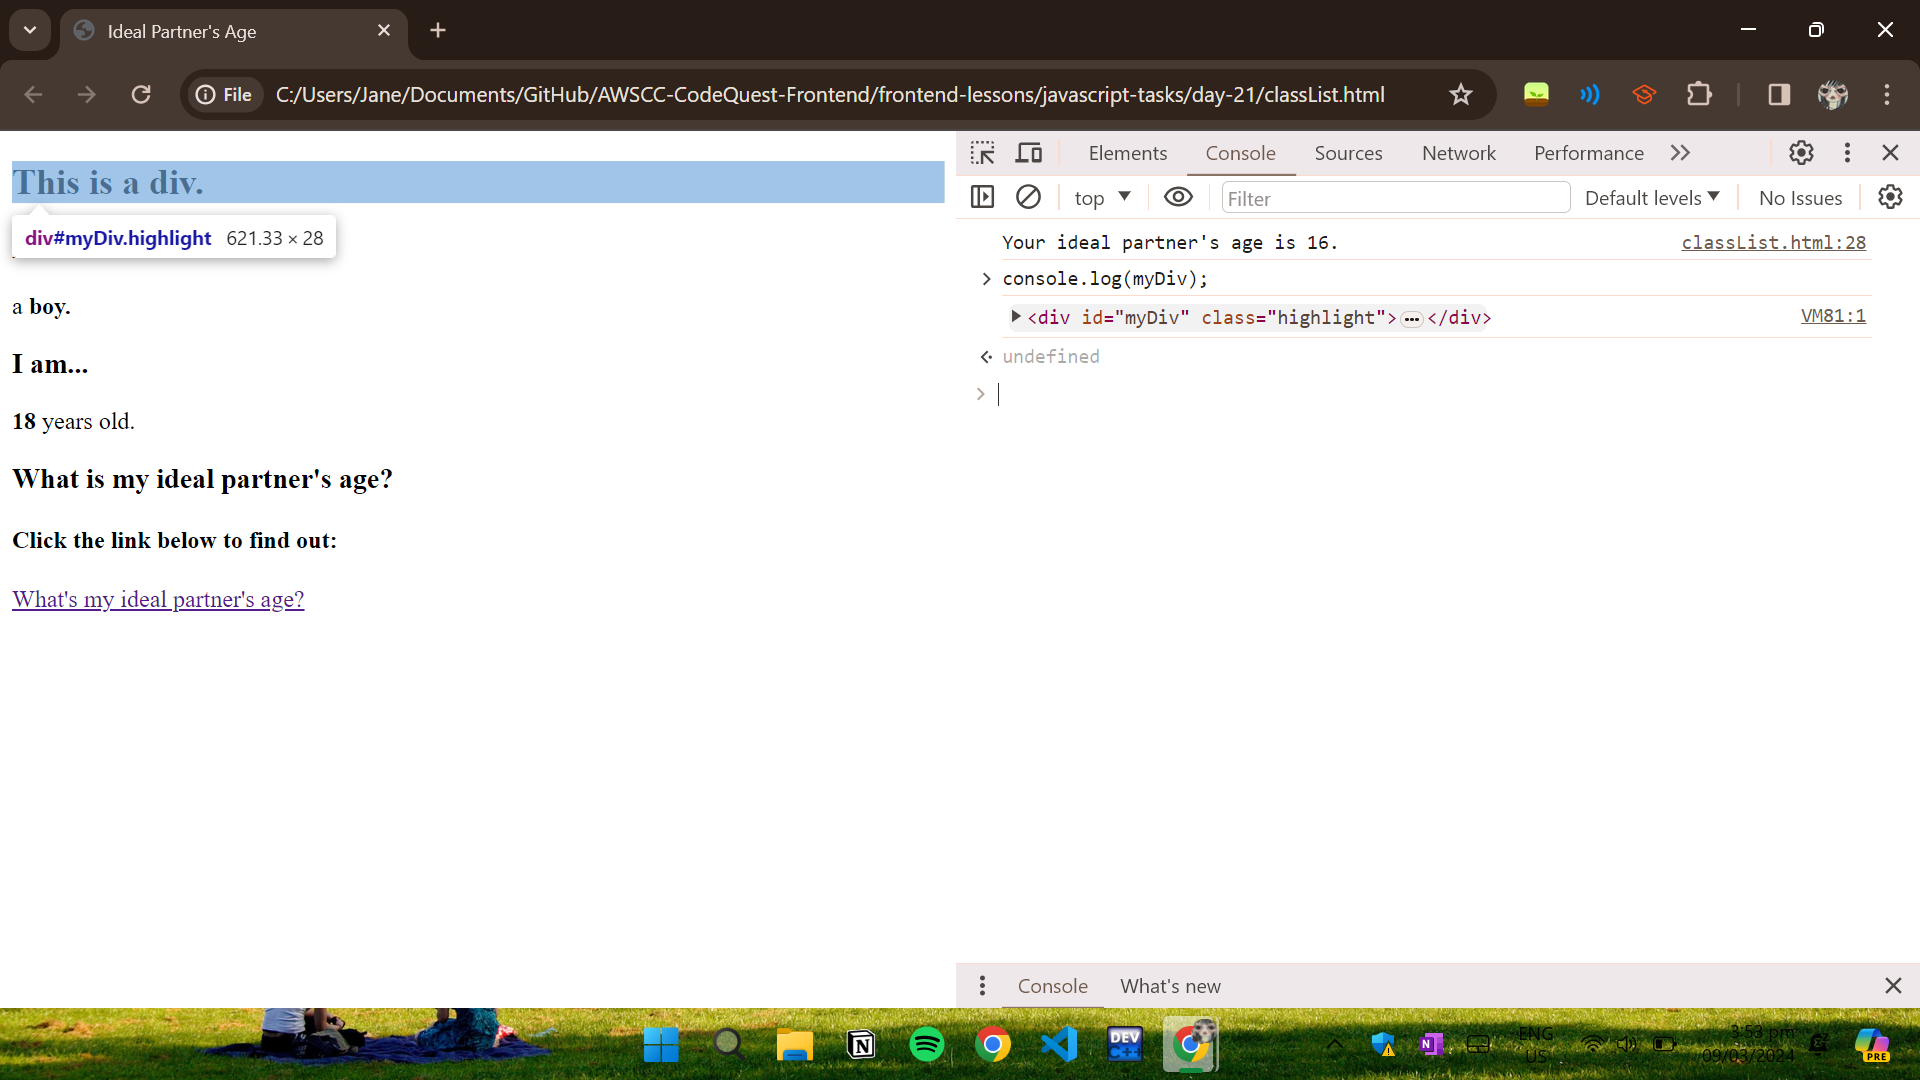 Ideal Partner's Age
File
C:/Users/Jane/Documents/GitHub/AWSCC-CodeQuest-Frontend/frontend-lessons/javascript-tasks/day-21/classList.html
This is a div.
div#myDiv.highlight 621.33 × 28
a boy.
I am...
18 years old.
What is my ideal partner's age?
Click the link below to find out:
What's my ideal partner's age?
Elements Console Sources Network Performance
top Filter Default levels No Issues
Your ideal partner's age is 16. classList.html:28
console.log(myDiv);
<div id="myDiv" class="highlight">…</div> VM81:1
undefined
Console What's new
DEV
C++
N
N
ENG
US
3:53 pm
09/03/2024
PRE